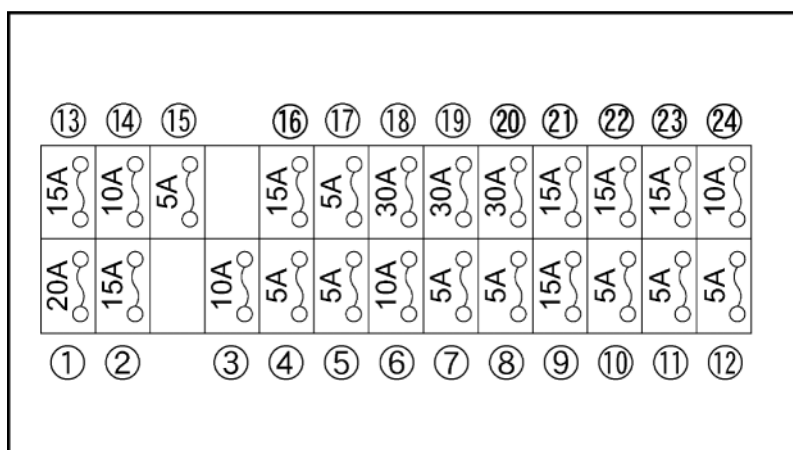 ⑬ ⑭ ⑮ ⑯ ⑰ ⑱ ⑲ ⑳ ㉑ ㉒ ㉓ ㉔
15A 10A 5A 15A 5A 30A 30A 30A 15A 15A 15A 10A
20A 15A 10A 5A 5A 10A 5A 5A 15A 5A 5A 5A
① ② ③ ④ ⑤ ⑥ ⑦ ⑧ ⑨ ⑩ ⑪ ⑫